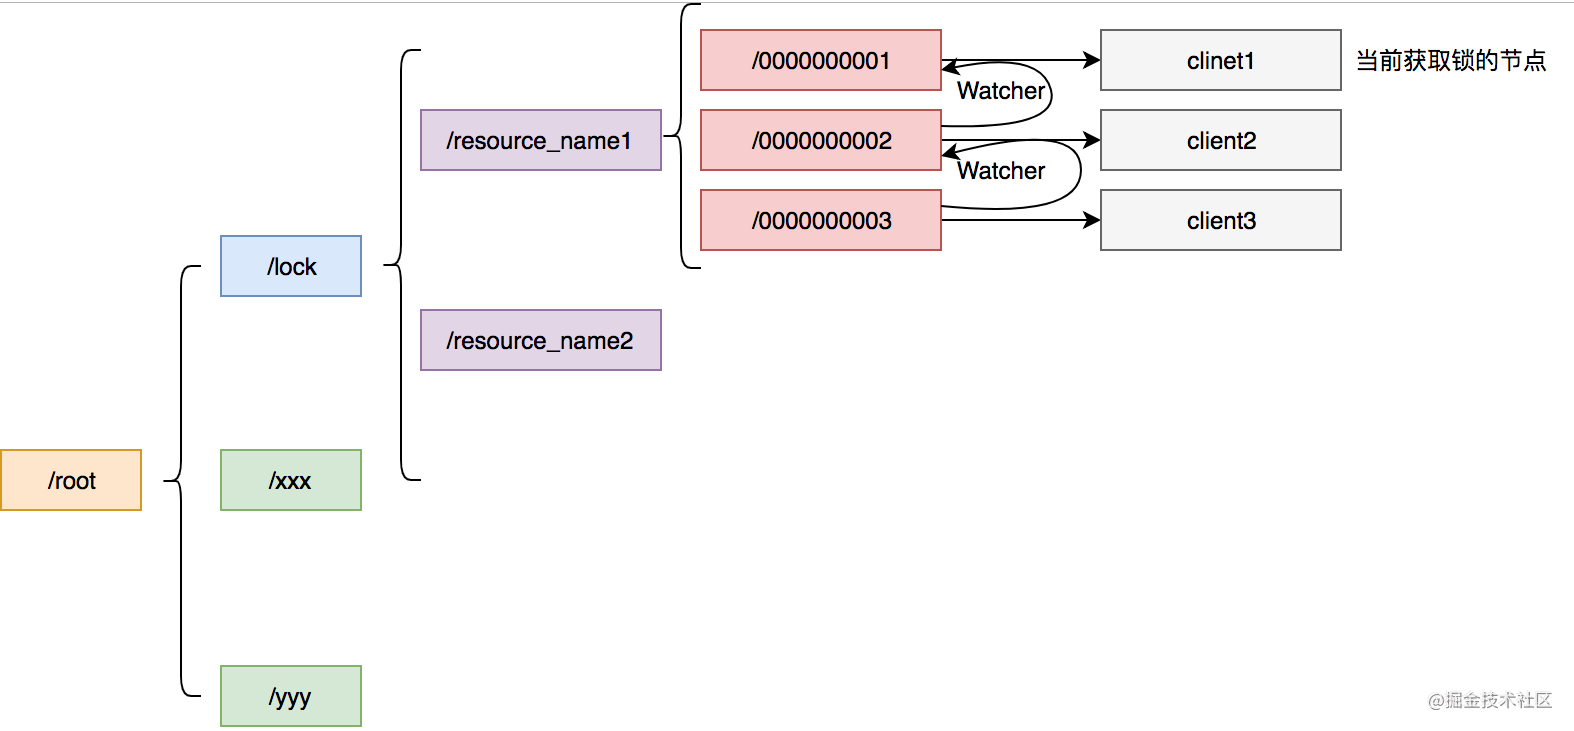 /0000000001
clinet1
当前获取锁的节点
Watcher
/resource_name1
/0000000002
client2
Watcher
/0000000003
client3
/lock
/resource_name2
/root
/xxx
/yyy
@掘金技术社区